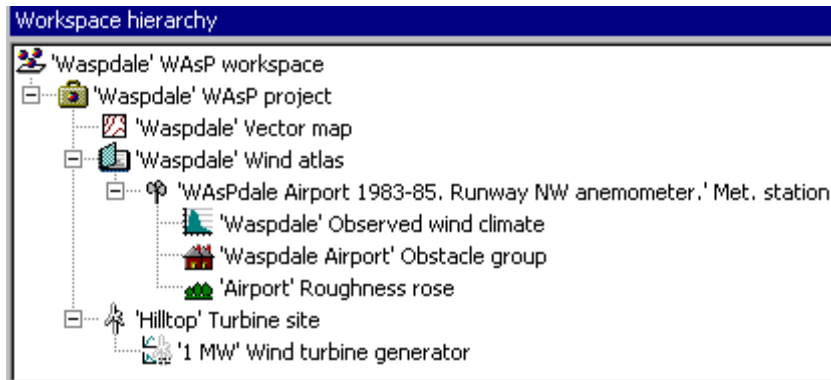 Workspace hierarchy
'Waspdale' WAsP workspace
'Waspdale' WAsP project
'Waspdale' Vector map
'Waspdale' Wind atlas
'WAsPdale Airport 1983-85. Runway NW anemometer.' Met. station
'Waspdale' Observed wind climate
'Waspdale Airport' Obstacle group
'Airport' Roughness rose
'Hilltop' Turbine site
'1 MW' Wind turbine generator